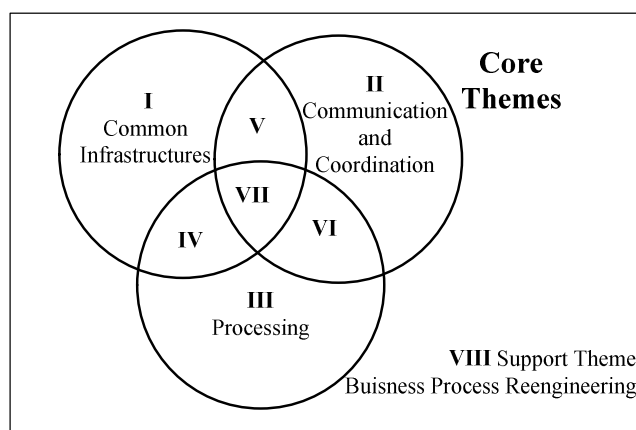 Core
Themes
I
Common
Infrastructures
II
Communication
and
Coordination
V
VII
IV
VI
III
Processing
VIII Support Theme
Buisness Process Reengineering